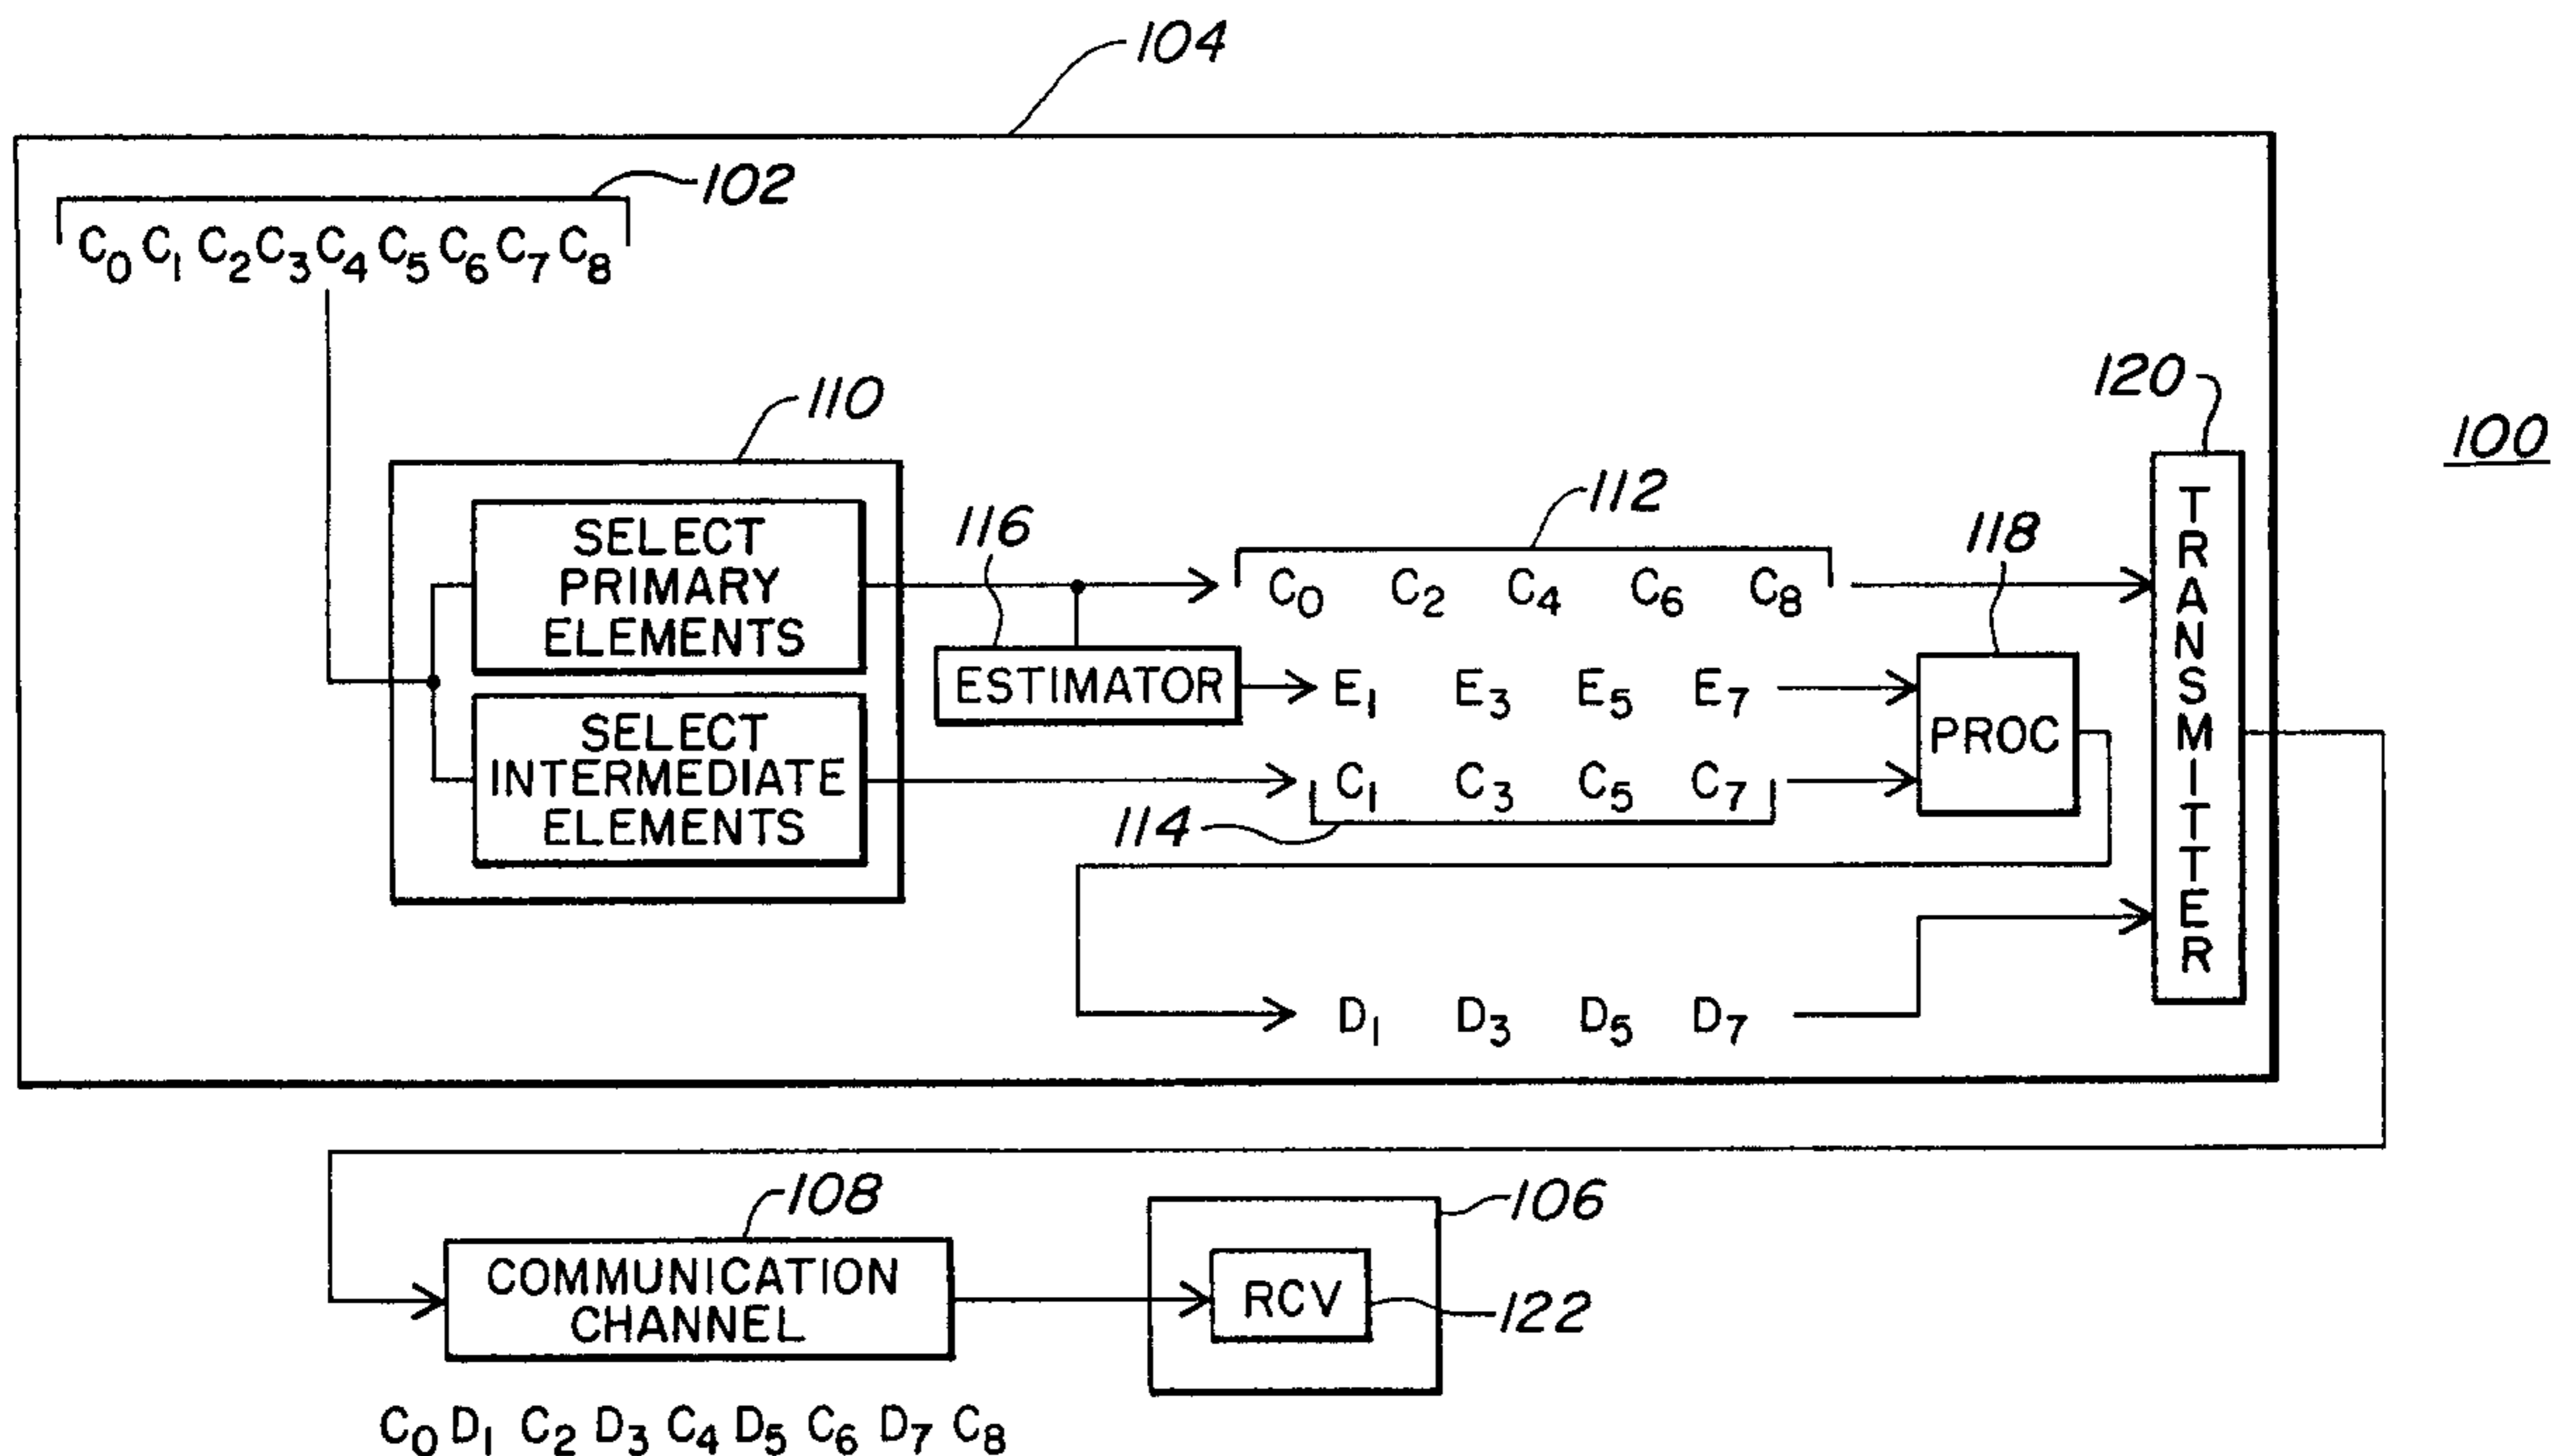 104
102
C₀ C₁ C₂ C₃ C₄ C₅ C₆ C₇ C₈
110
120
100
SELECT
PRIMARY
ELEMENTS
116
112
118
C₀ C₂ C₄ C₆ C₈
TRANSMITTER
ESTIMATOR
E₁ E₃ E₅ E₇
PROC
SELECT
INTERMEDIATE
ELEMENTS
C₁ C₃ C₅ C₇
114
D₁ D₃ D₅ D₇
108
106
COMMUNICATION
CHANNEL
RCV
122
C₀ D₁ C₂ D₃ C₄ D₅ C₆ D₇ C₈